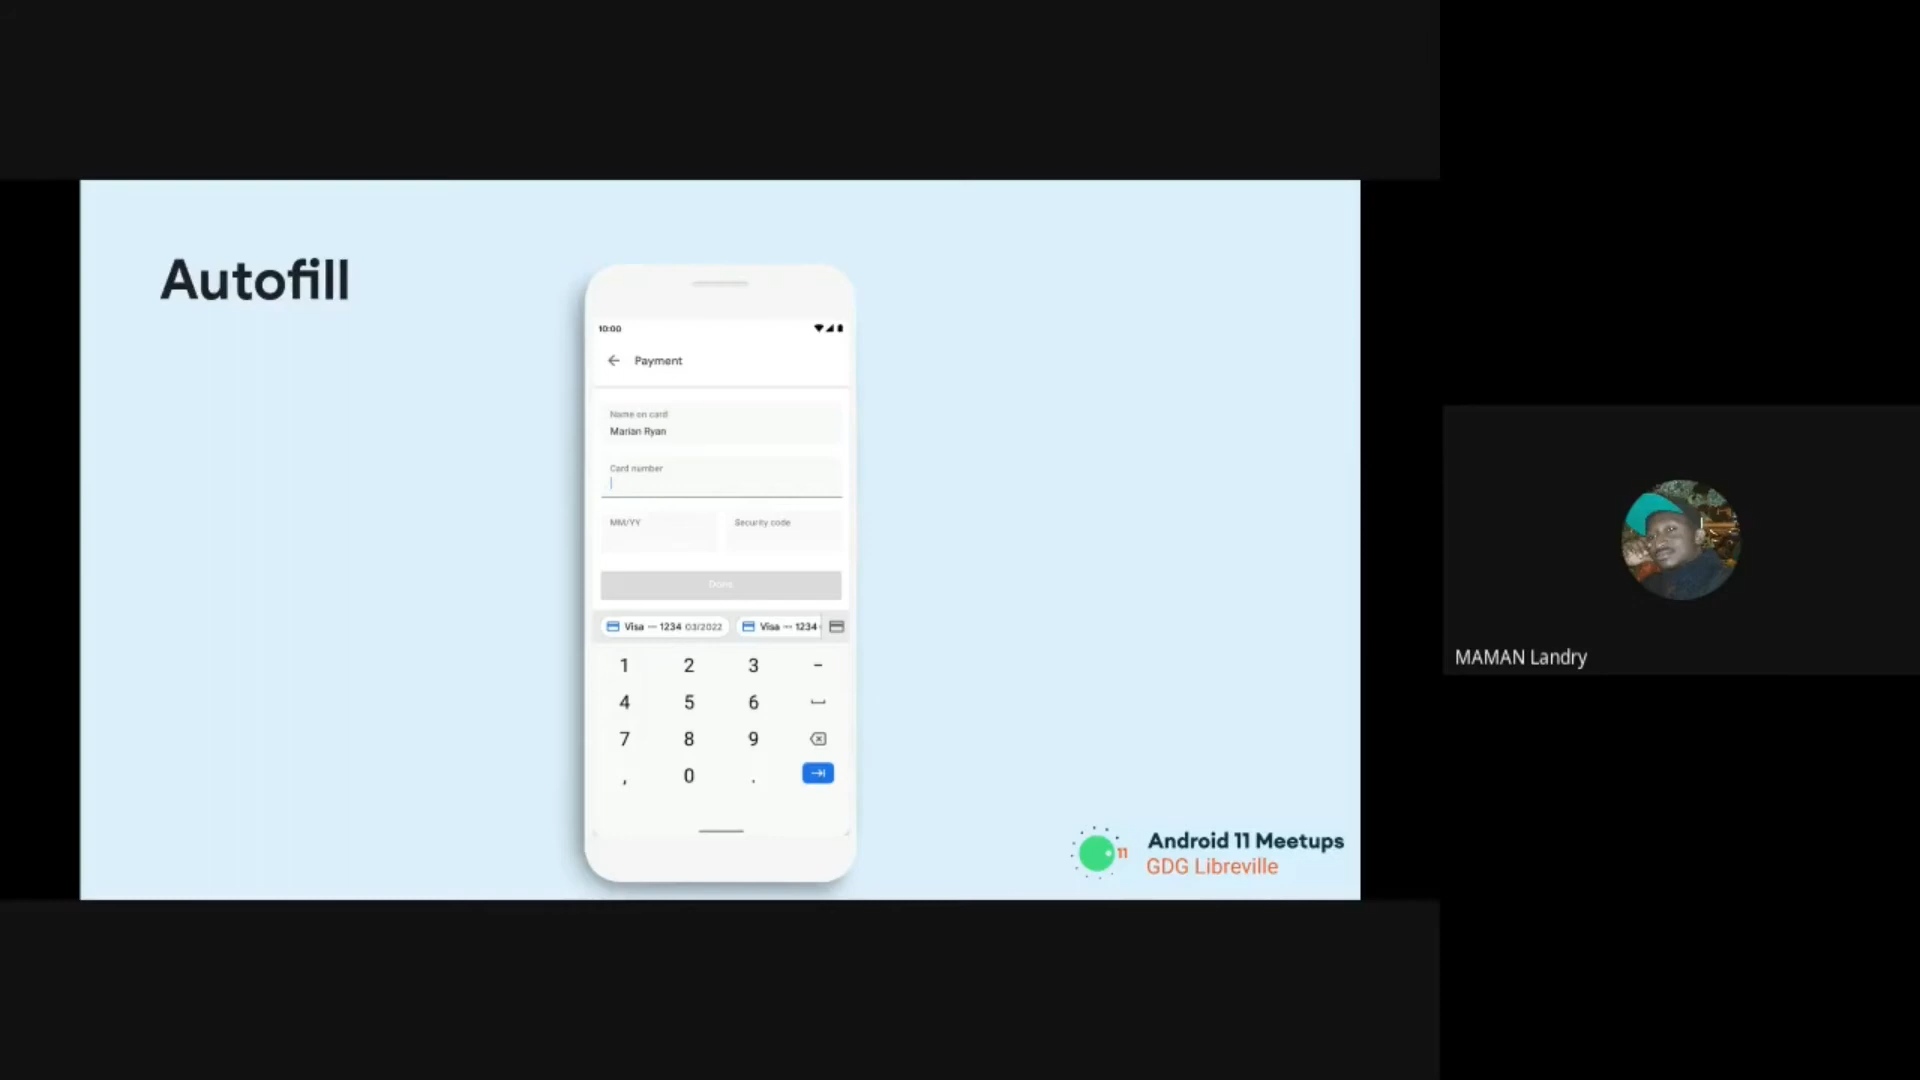 Autofill
10:00
Payment
Name on card
Marian Ryan
Card number
MM/YY Security code
Done
Visa ··· 1234 03/2022 Visa ··· 1234
1 2 3 -
4 5 6
7 8 9
, 0 .
11 Android 11 Meetups
GDG Libreville
MAMAN Landry